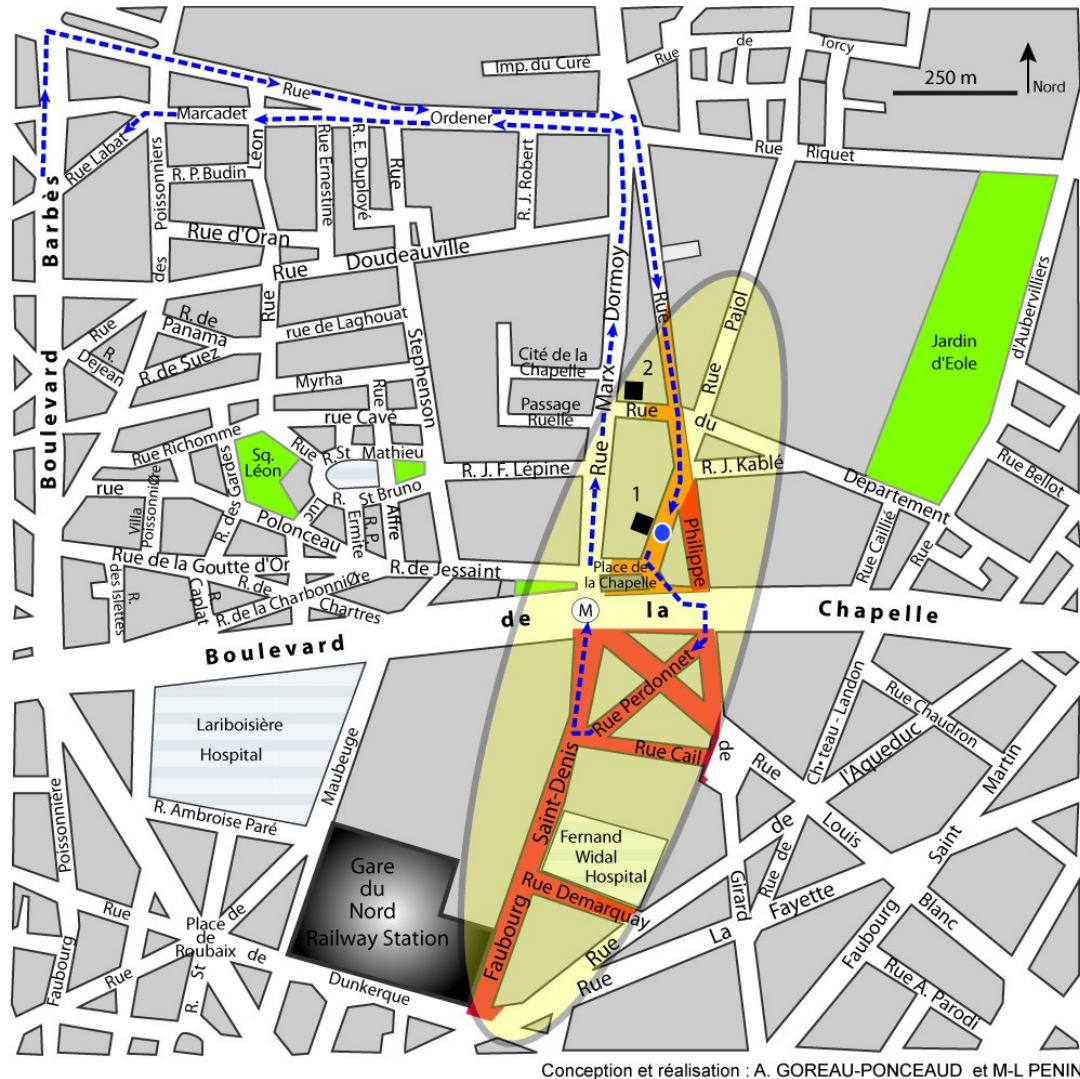 Imp. du Curé
Rue
de
Torcy
250 m
Nord
Rue
Marcadet
Ordener
Rue Labat
Léon
R. P. Budin
Poissonniers
des
Rue Ernestine
R. E. Duployé
Rue
R. J. Robert
Rue
Riquet
Barbès
Boulevard
Rue d'Oran
Rue
Doudeauville
Rue
R. de
Panama
R.
Dejean
R. de Suez
Rue
rue de Laghouat
Stephenson
Myrha
Rue
rue Cavé
Cité de la
Chapelle
Passage
Ruelle
Rue
Marx
Dormoy
Rue
2
Rue
du
Département
Rue
Pajol
Jardin
d'Eole
d'Aubervilliers
Rue
Rue Richomme
rue
Villa
PoissonniØre
R. des
Gardes
Sq.
Léon
Rue
R. St
Mathieu
R.
St Bruno
Luc
R.
Ermite
R. P.
Affre
Polonceau
R. J. F. Lépine
R. J. Kablé
1
Philippe
Rue Caillié
Rue Bellot
Rue de la Goutte d'Or
R. de Jessaint
Place de
la Chapelle
R.
des Islettes
R.
Caplat
R. de
R. de la CharbonniØre
Chartres
M
Boulevard
de
la
Chapelle
Lariboisière
Hospital
Maubeuge
R. Ambroise Paré
Rue Perdonnet
Rue Cail
de
Rue
Louis
Blanc
Ch•teau - Landon
Rue de
Rue Chaudron
l'Aqueduc
de
Rue
Martin
Saint
Faubourg
Saint-Denis
Faubourg
Fernand
Widal
Hospital
Rue Demarquay
Girard
La
Fayette
Rue
Rue A. Parodi
Gare
du
Nord
Railway Station
Poissonnière
Faubourg
Rue
Place de
de
Roubaix
de
Rue
R. St
Dunkerque
Conception et réalisation : A. GOREAU-PONCEAUD et M-L PENIN